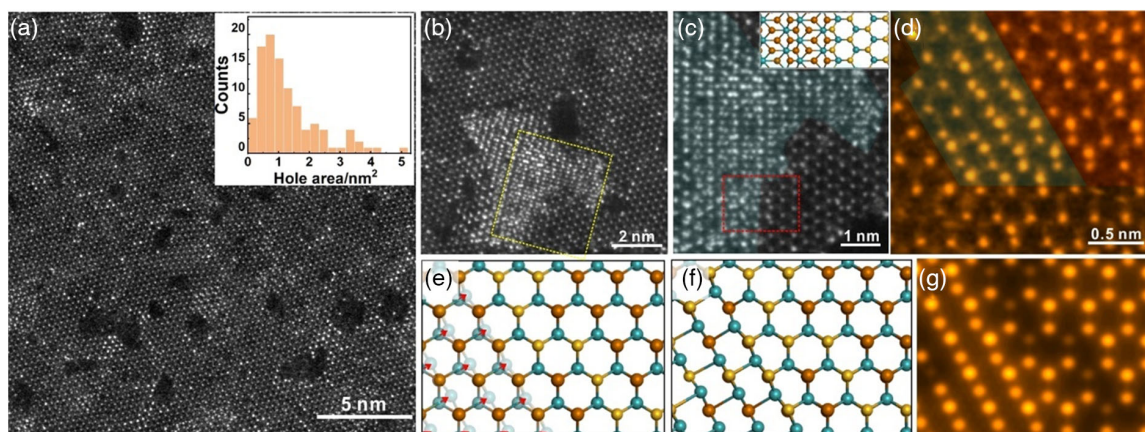 (a)
20
15
10
5
0
Counts
0 1 2 3 4 5
Hole area/nm2
5 nm
(b)
2 nm
(c)
1 nm
(d)
0.5 nm
(e)
(f)
(g)